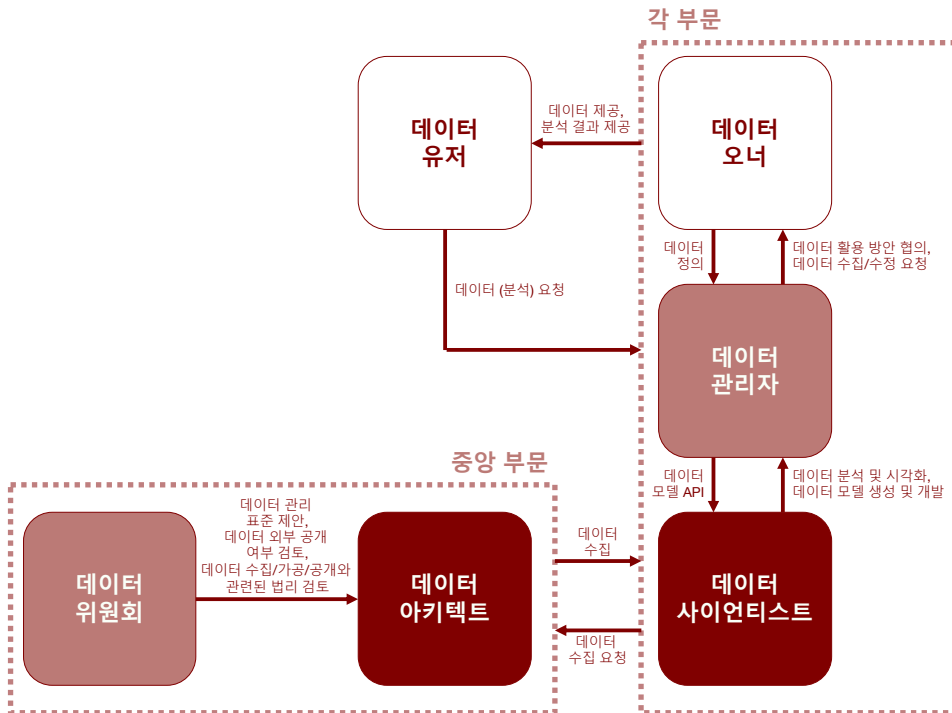 각 부문
데이터
유저
데이터 제공,
분석 결과 제공
데이터
오너
데이터
정의
데이터 활용 방안 협의,
데이터 수집/수정 요청
데이터 (분석) 요청
데이터
관리자
중앙 부문
데이터
모델 API
데이터 분석 및 시각화,
데이터 모델 생성 및 개발
데이터
위원회
데이터 관리
표준 제안,
데이터 외부 공개
여부 검토,
데이터 수집/가공/공개와
관련된 법리 검토
데이터
아키텍트
데이터
수집
데이터
수집 요청
데이터
사이언티스트